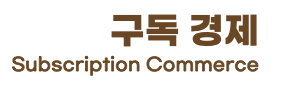 구독 경제
Subscription Commerce